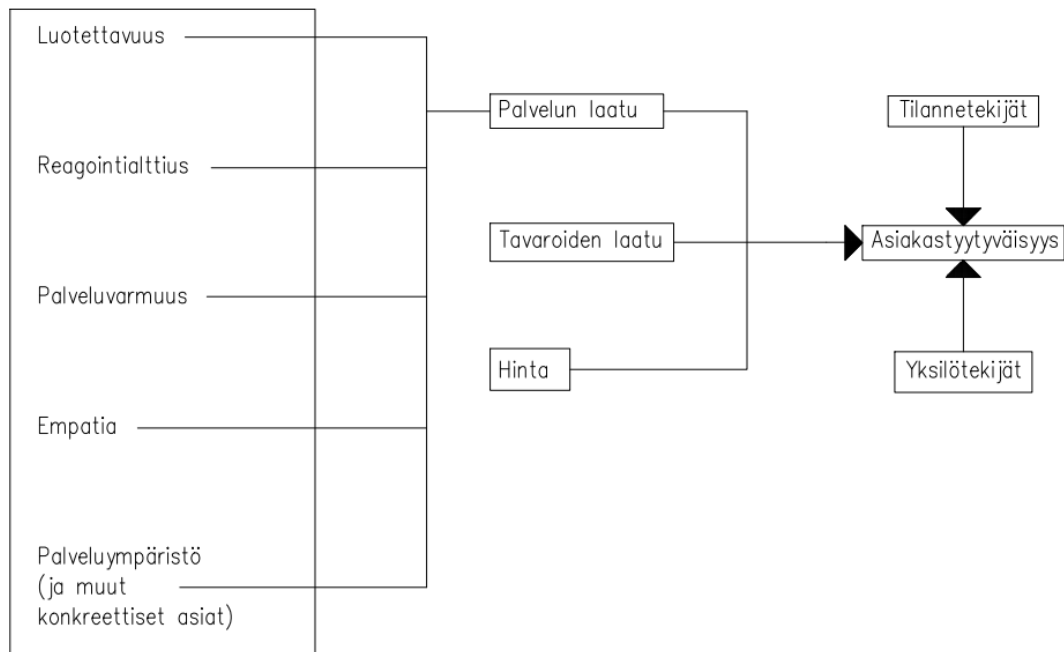 Luotettavuus
Reagointialttius
Palveluvarmuus
Empatia
Palveluympäristö
(ja muut
konkreettiset asiat)
Palvelun laatu
Tavaroiden laatu
Hinta
Tilannetekijät
Asiakastyytyväisyys
Yksilötekijät